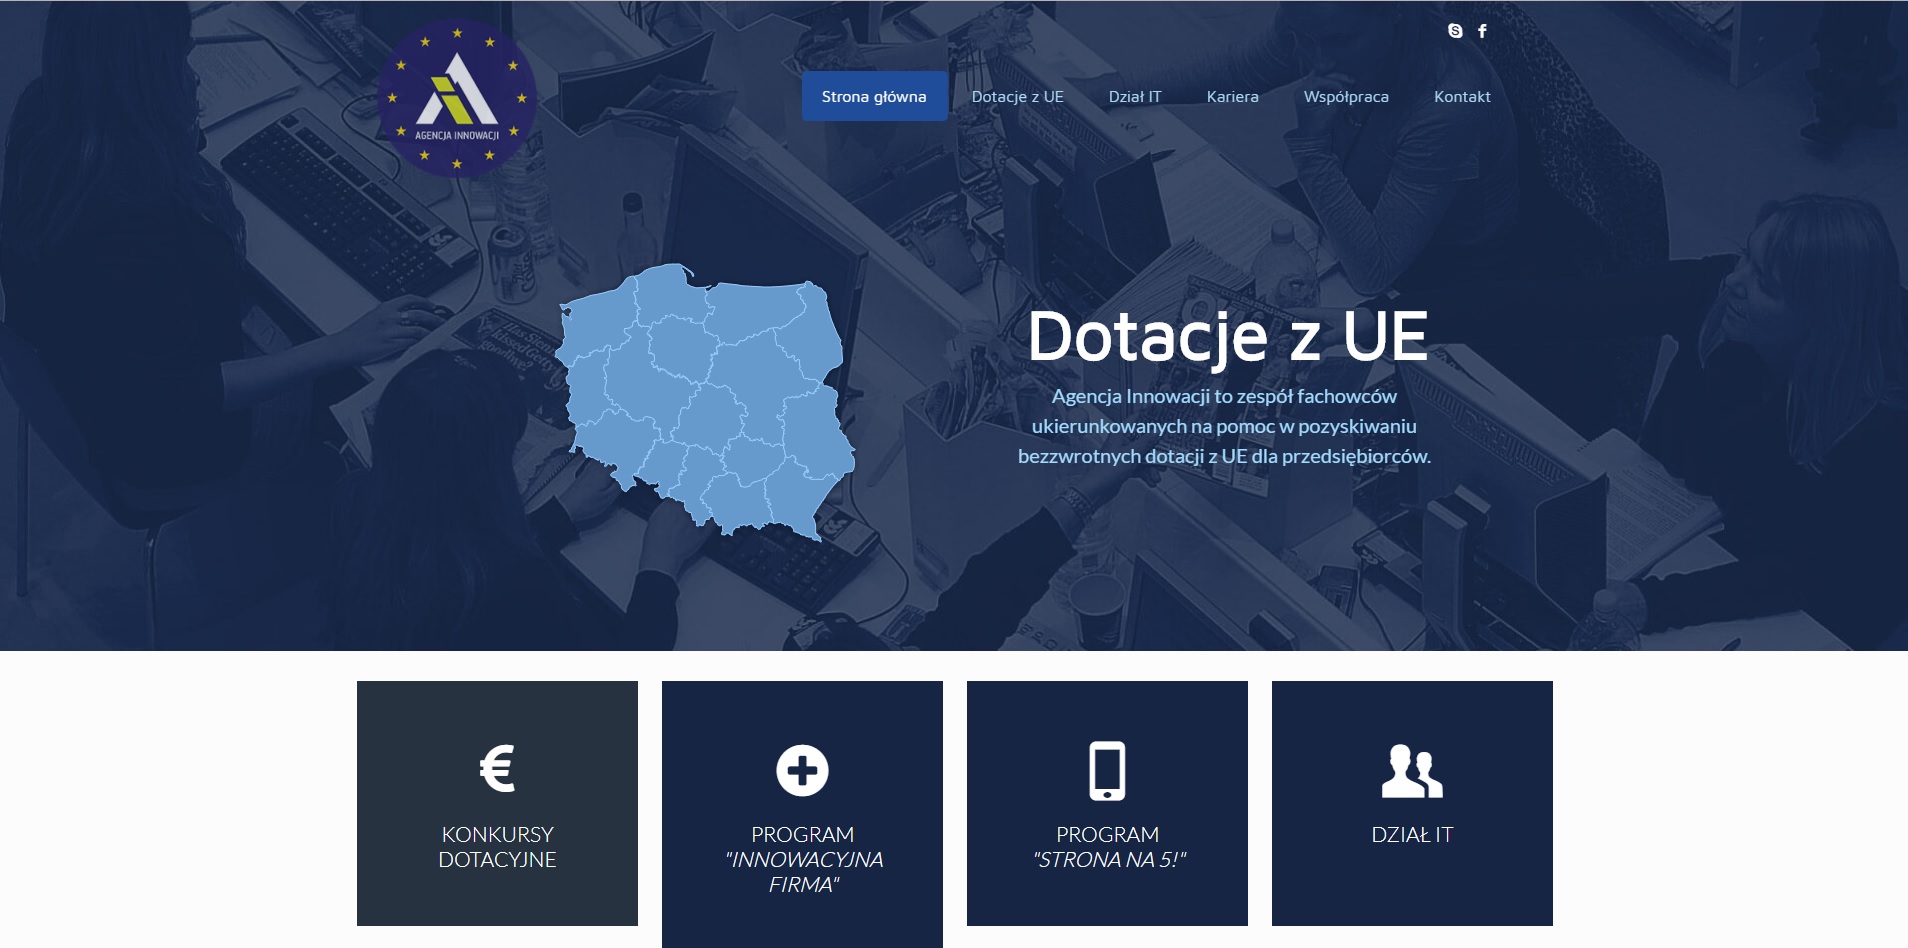 AGENCJA INNOWACJI
Strona główna
Dotacje z UE
Dział IT
Kariera
Współpraca
Kontakt
Dotacje z UE
Agencja Innowacji to zespół fachowców
ukierunkowanych na pomoc w pozyskiwaniu
bezzwrotnych dotacji z UE dla przedsiębiorców.
KONKURSY
DOTACYJNE
PROGRAM
"INNOWACYJNA
FIRMA"
PROGRAM
"STRONA NA 5!"
DZIAŁ IT